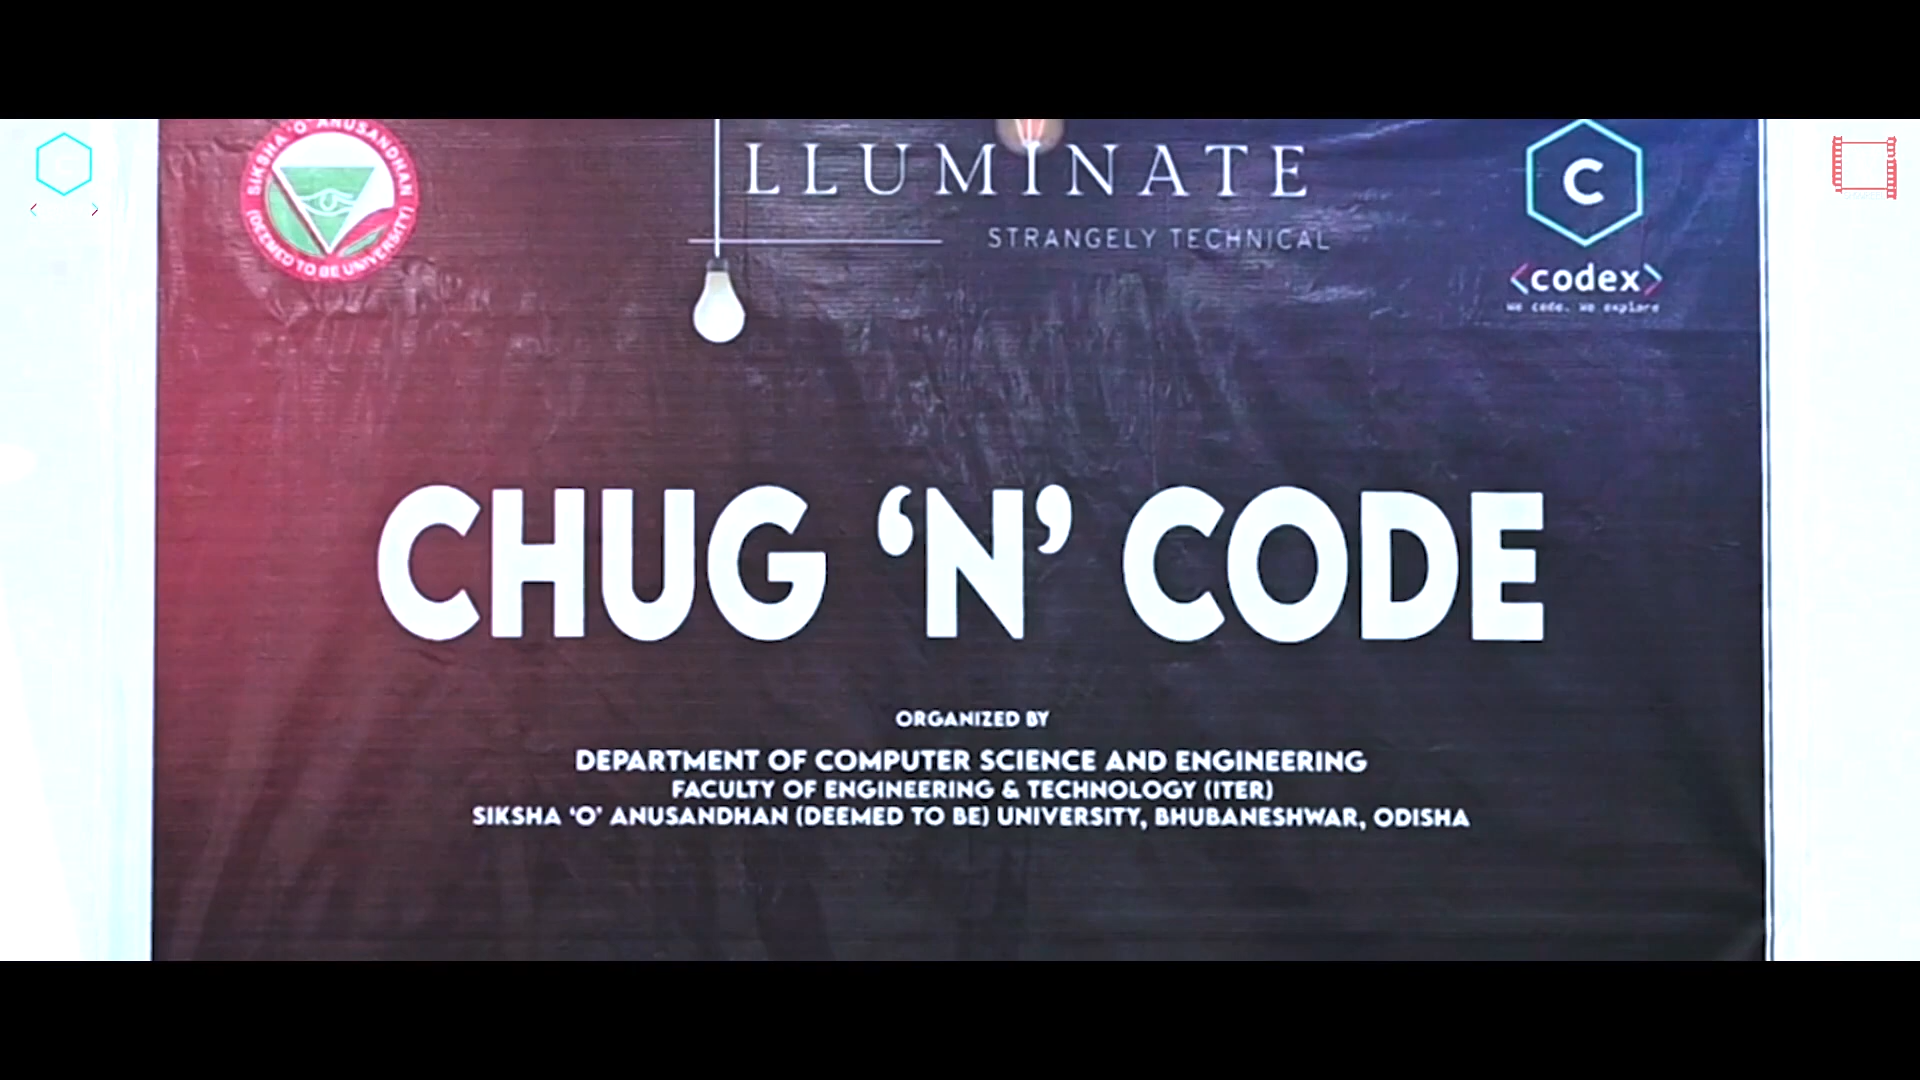 SIKSHA 'O' ANUSANDHAN
(DEEMED TO BE UNIVERSITY)
LLUMINATE
STRANGELY TECHNICAL
C
<codex>
We code. We explore
CHUG ‘N’ CODE
ORGANIZED BY
DEPARTMENT OF COMPUTER SCIENCE AND ENGINEERING
FACULTY OF ENGINEERING & TECHNOLOGY (ITER)
SIKSHA ‘O’ ANUSANDHAN (DEEMED TO BE) UNIVERSITY, BHUBANESHWAR, ODISHA